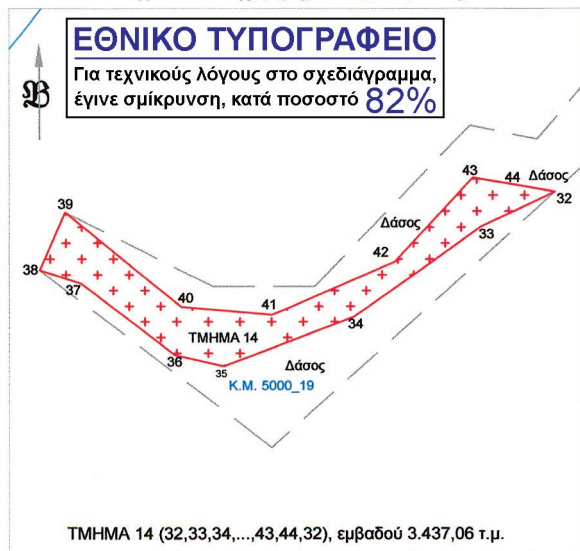 ΕΘΝΙΚΟ ΤΥΠΟΓΡΑΦΕΙΟ
Για τεχνικούς λόγους στο σχεδιάγραμμα,
έγινε σμίκρυνση, κατά ποσοστό 82%
Β
43
44
Δάσος
32
39
Δάσος
33
42
38
37
40
41
34
ΤΜΗΜΑ 14
36
35
Δάσος
Κ.Μ. 5000_19
ΤΜΗΜΑ 14 (32,33,34,...,43,44,32), εμβαδού 3.437,06 τ.μ.